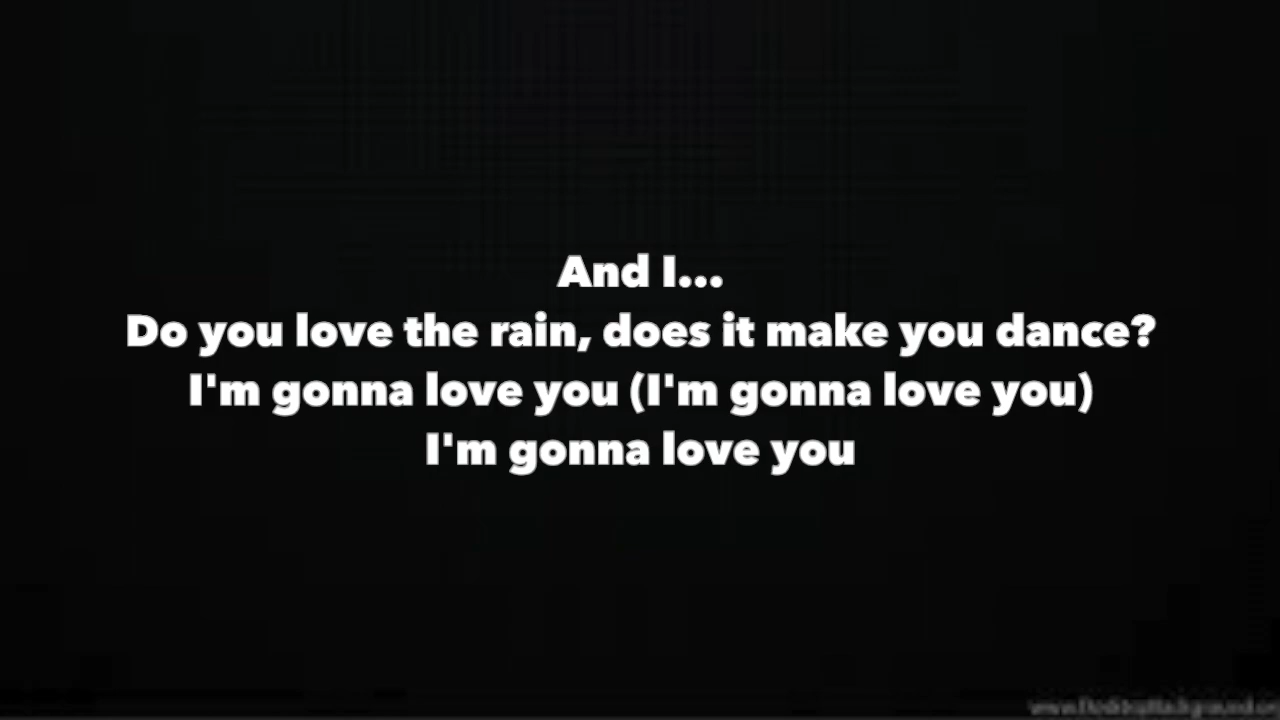 And I...
Do you love the rain, does it make you dance?
I'm gonna love you (I'm gonna love you)
I'm gonna love you